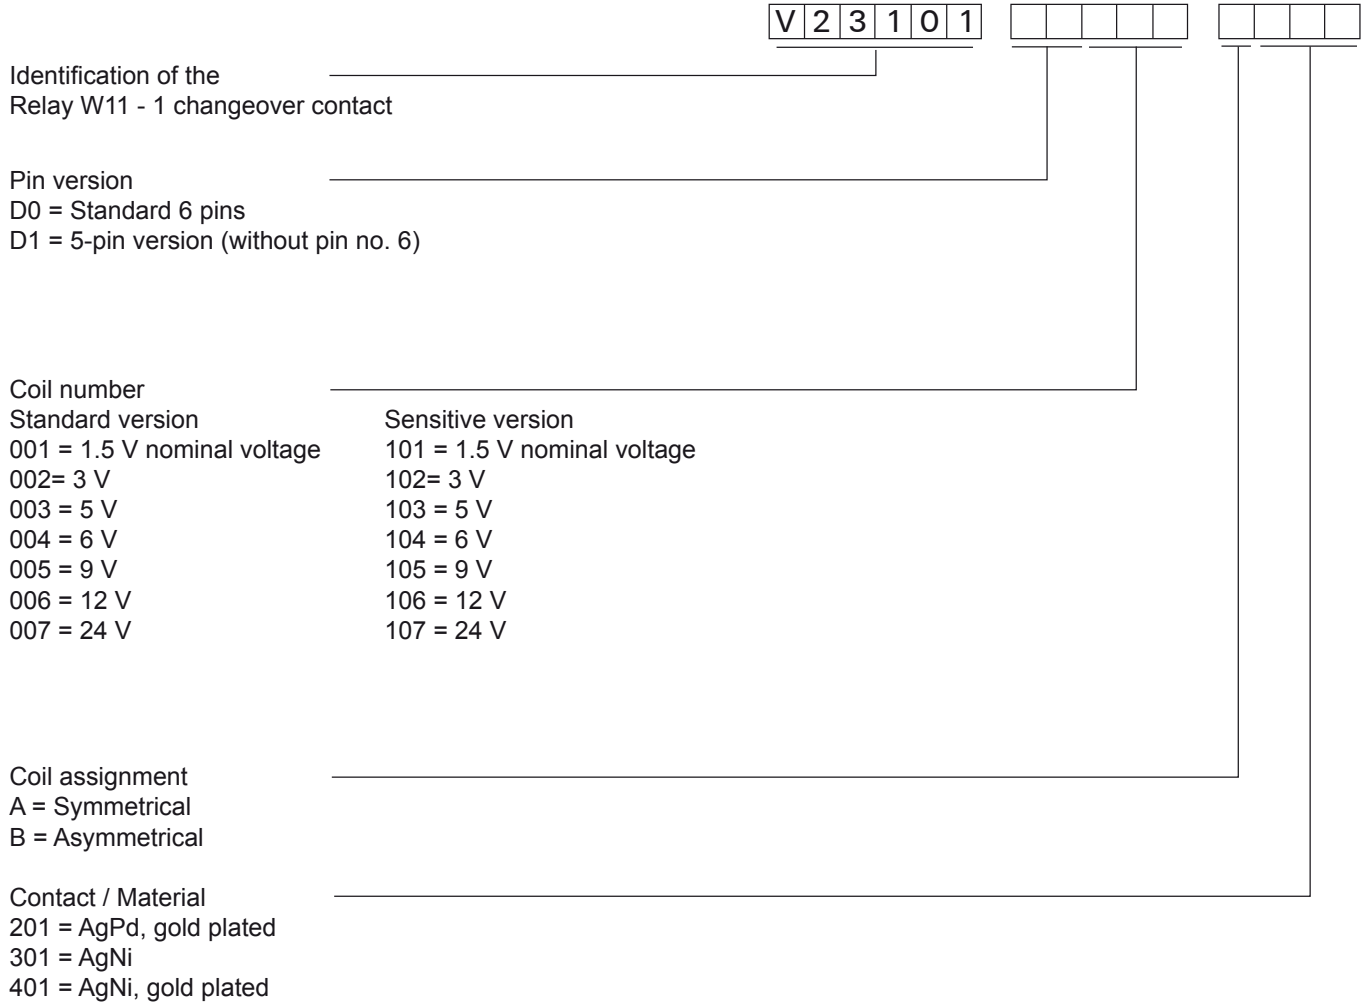 V23101
Identification of the
Relay W11 - 1 changeover contact
Pin version
D0 = Standard 6 pins
D1 = 5-pin version (without pin no. 6)
Coil number
Standard version Sensitive version
001 = 1.5 V nominal voltage 101 = 1.5 V nominal voltage
002= 3 V 102= 3 V
003 = 5 V 103 = 5 V
004 = 6 V 104 = 6 V
005 = 9 V 105 = 9 V
006 = 12 V 106 = 12 V
007 = 24 V 107 = 24 V
Coil assignment
A = Symmetrical
B = Asymmetrical
Contact / Material
201 = AgPd, gold plated
301 = AgNi
401 = AgNi, gold plated